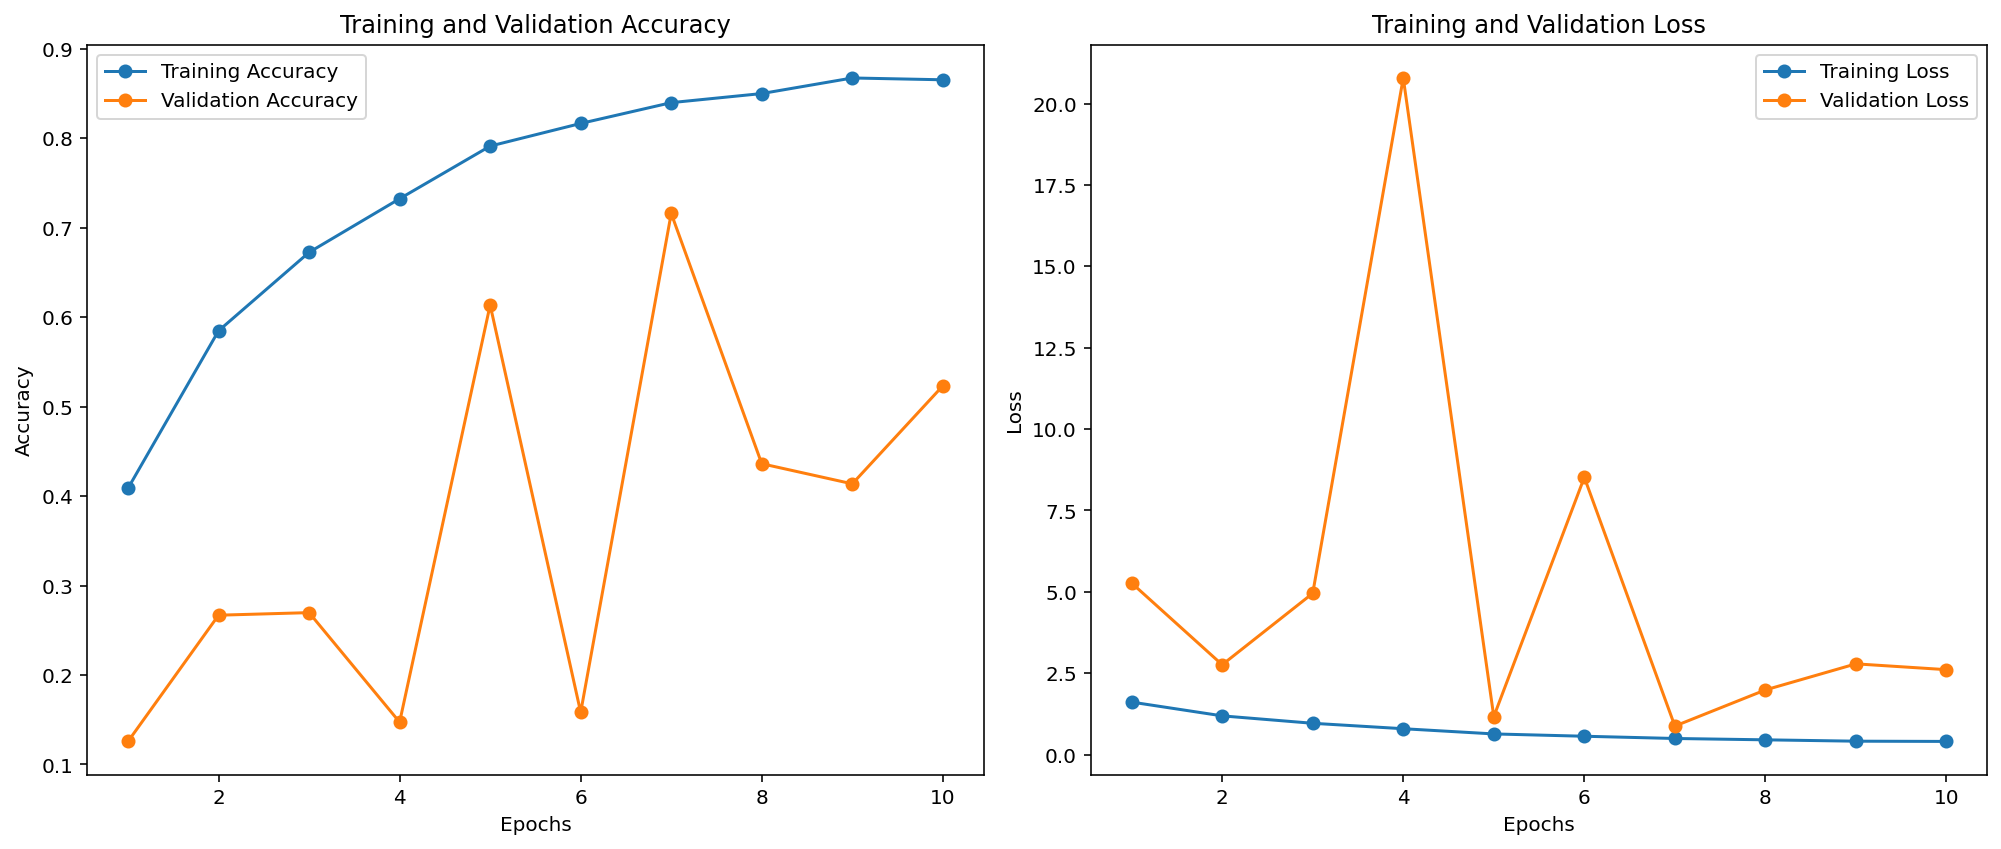 Training and Validation Accuracy
Training Accuracy
Validation Accuracy
Accuracy
0.9
0.8
0.7
0.6
0.5
0.4
0.3
0.2
0.1
2 4 6 8 10
Epochs
Training and Validation Loss
Training Loss
Validation Loss
Loss
20.0
17.5
15.0
12.5
10.0
7.5
5.0
2.5
0.0
2 4 6 8 10
Epochs